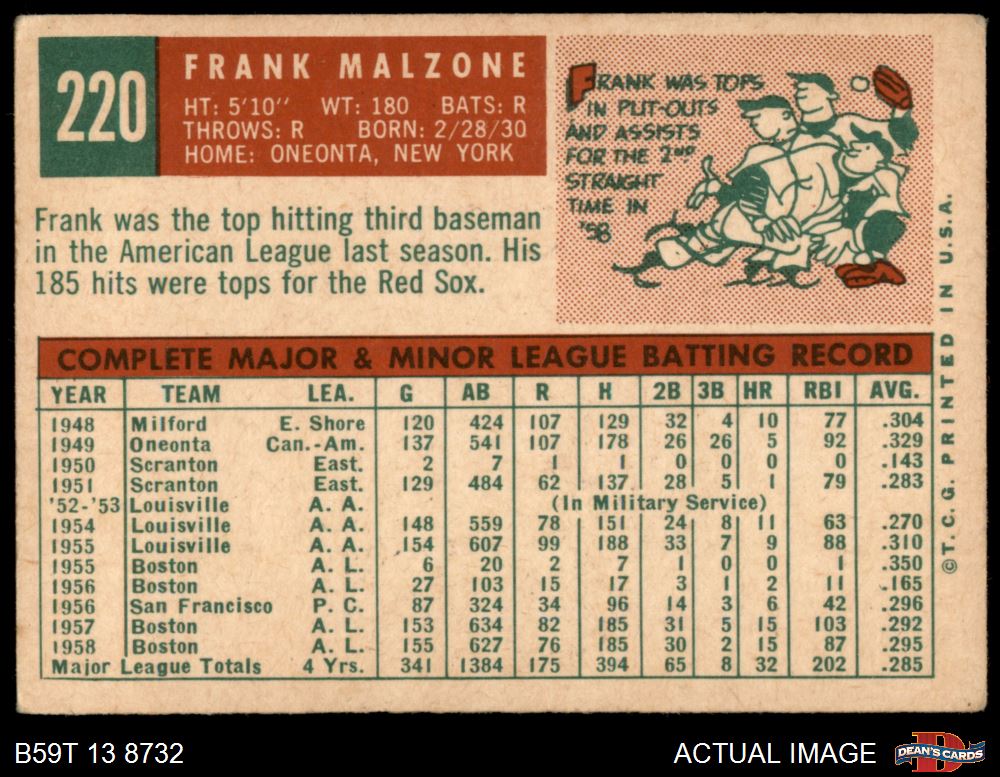 220
FRANK MALZONE
HT: 5'10" WT: 180 BATS: R
THROWS: R BORN: 2/28/30
HOME: ONEONTA, NEW YORK
Frank was the top hitting third baseman
in the American League last season. His
185 hits were tops for the Red Sox.
FRANK WAS TOPS
IN PUT-OUTS
AND ASSISTS
FOR THE 2ND
STRAIGHT
TIME IN
'58
COMPLETE MAJOR & MINOR LEAGUE BATTING RECORD
YEAR TEAM LEA. G AB R H 2B 3B HR RBI AVG.
1948 Milford E. Shore 120 424 107 129 32 4 10 77 .304
1949 Oneonta Can.-Am. 137 541 107 178 26 26 5 92 .329
1950 Scranton East. 2 7 1 1 0 0 0 0 .143
1951 Scranton East. 129 484 62 137 28 5 1 79 .283
'52-'53 Louisville A. A. (In Military Service)
1954 Louisville A. A. 148 559 78 151 24 8 11 63 .270
1955 Louisville A. A. 154 607 99 188 33 7 9 88 .310
1955 Boston A. L. 6 20 2 7 1 0 0 1 .350
1956 Boston A. L. 27 103 15 17 3 1 2 11 .165
1956 San Francisco P. C. 87 324 34 96 14 3 6 42 .296
1957 Boston A. L. 153 634 82 185 31 5 15 103 .292
1958 Boston A. L. 155 627 76 185 30 2 15 87 .295
Major League Totals 4 Yrs. 341 1384 175 394 65 8 32 202 .285
©T.C.G. PRINTED IN U.S.A.
B59T 13 8732
ACTUAL IMAGE
D
DEAN'S CARDS